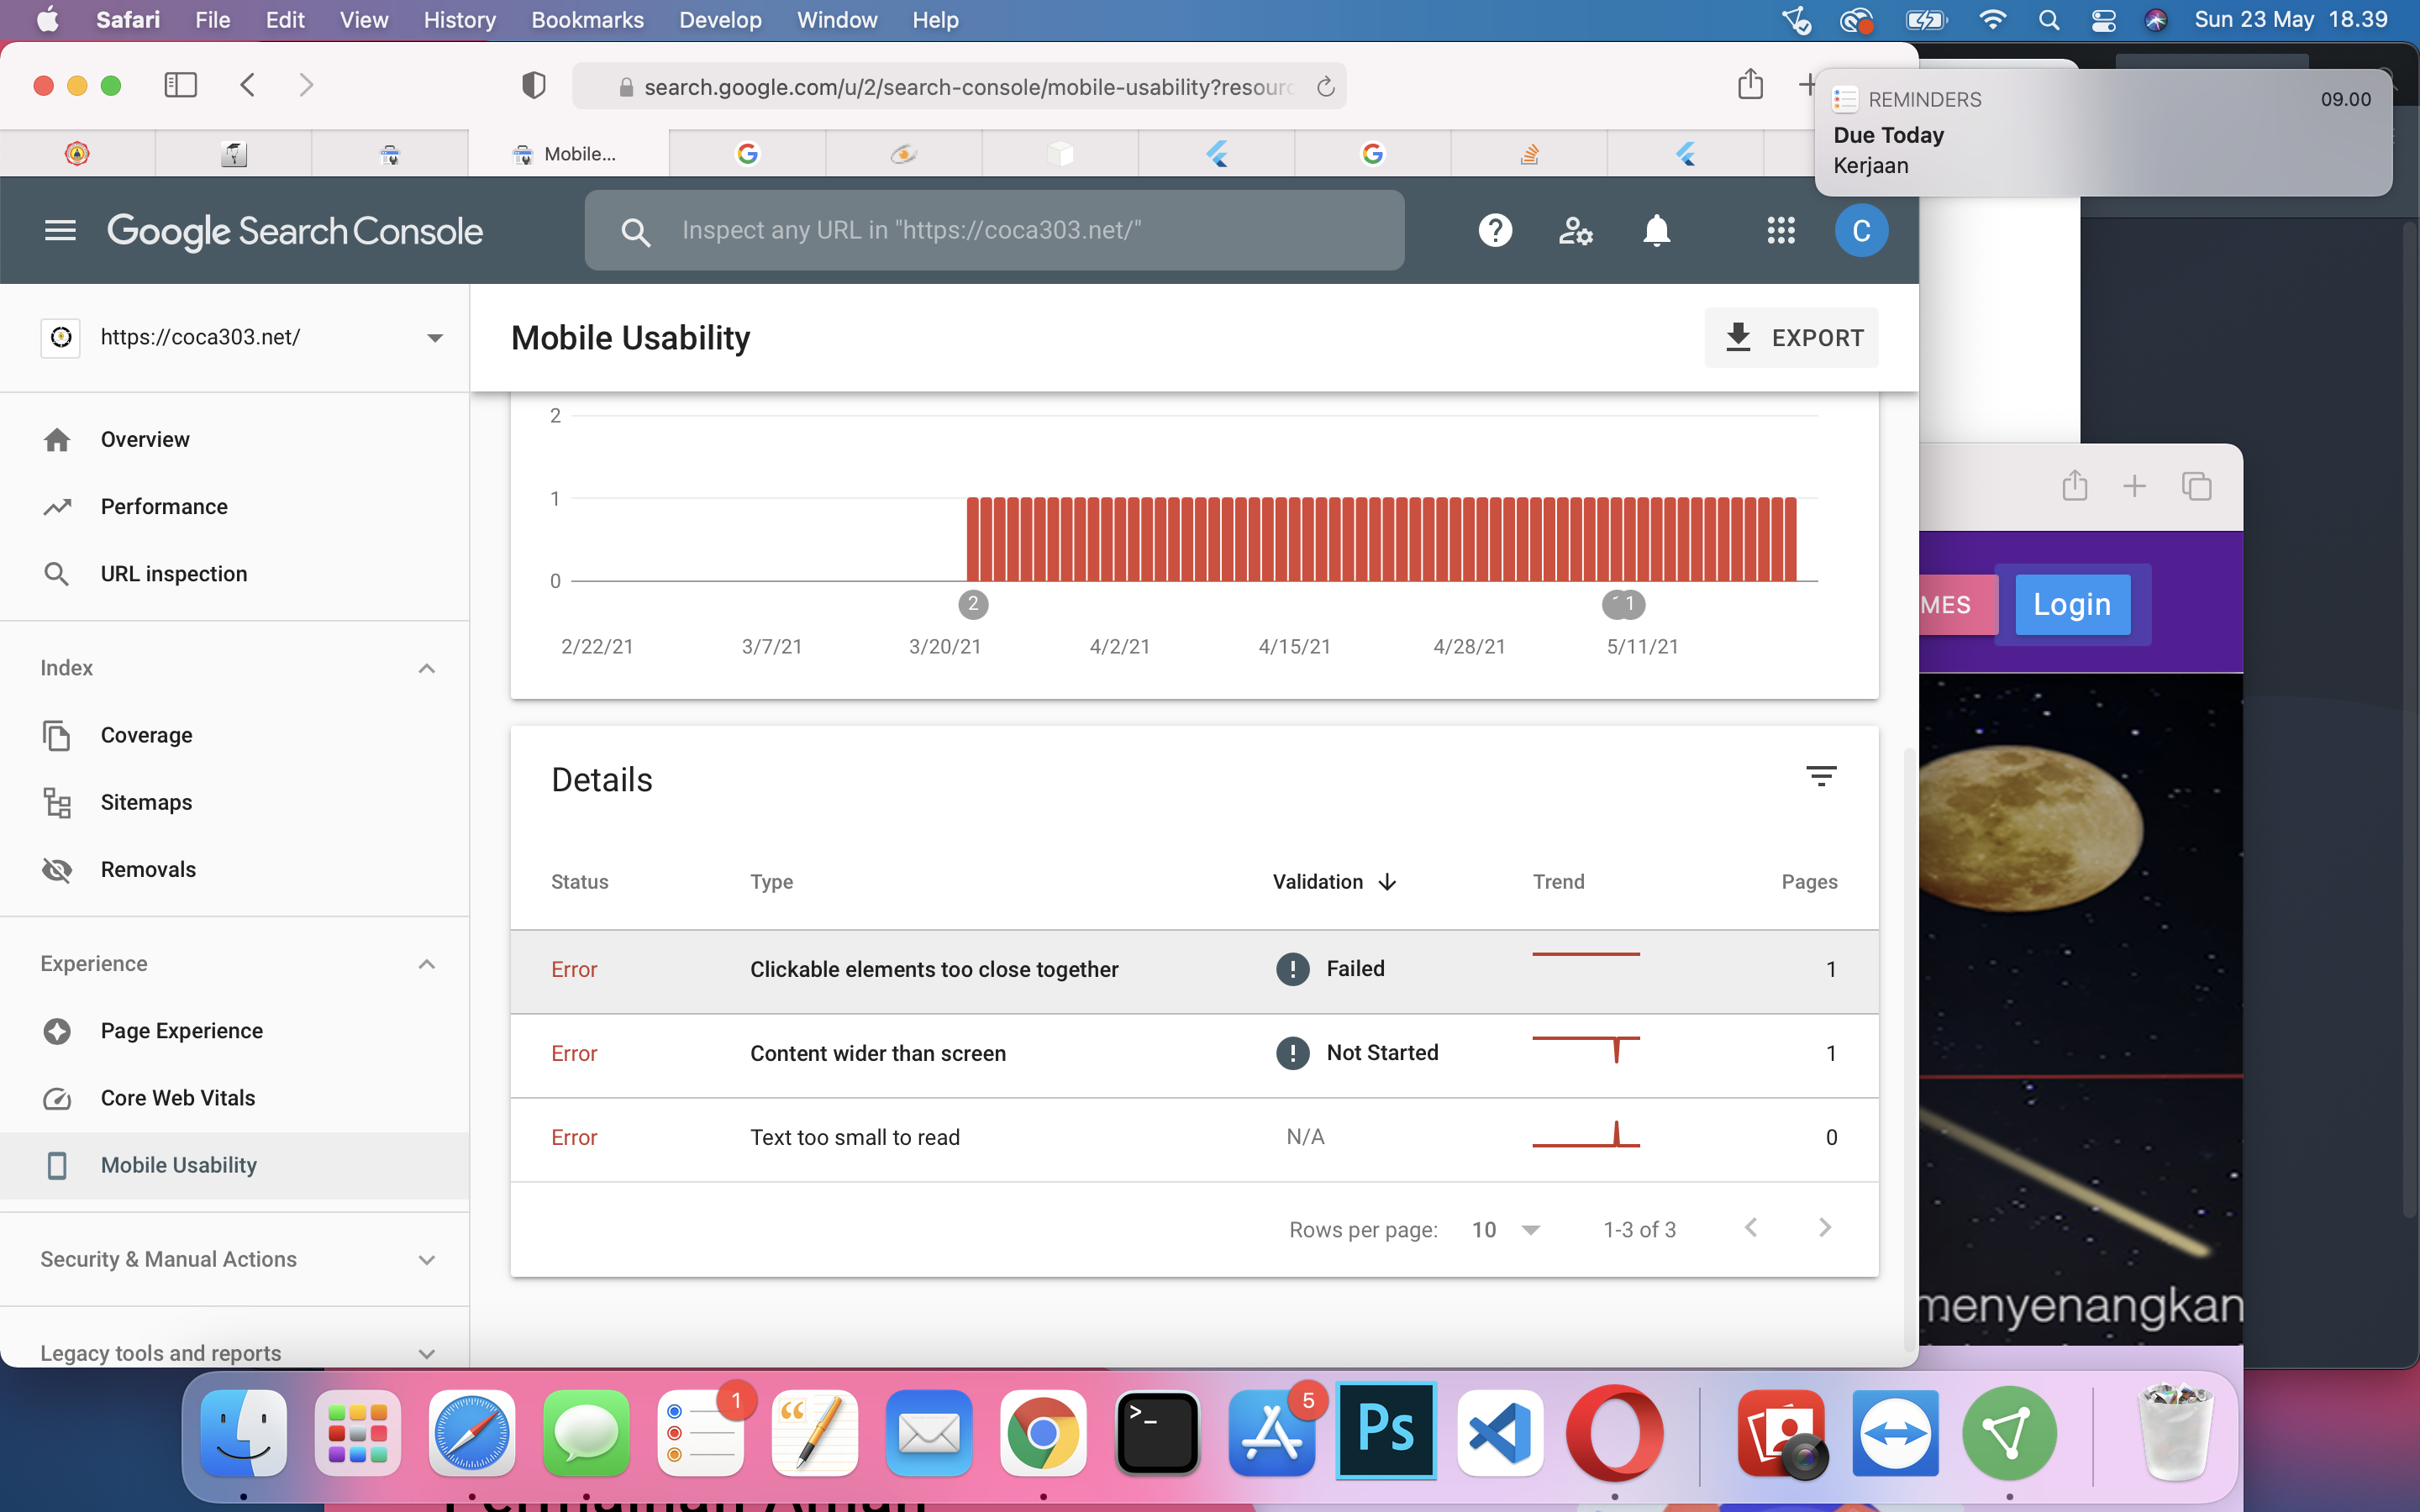 Safari File Edit View History Bookmarks Develop Window Help Sun 23 May 18.39
search.google.com/u/2/search-console/mobile-usability?resourc
REMINDERS 09.00
Due Today
Kerjaan
Mobile...
Google Search Console
Inspect any URL in "https://coca303.net/"
C
https://coca303.net/
Mobile Usability
EXPORT
Overview
Performance
URL inspection
Index
Coverage
Sitemaps
Removals
Experience
Page Experience
Core Web Vitals
Mobile Usability
Security & Manual Actions
Legacy tools and reports
2
1
0
2 1
2/22/21 3/7/21 3/20/21 4/2/21 4/15/21 4/28/21 5/11/21
Details
Status Type Validation Trend Pages
Error Clickable elements too close together Failed 1
Error Content wider than screen Not Started 1
Error Text too small to read N/A 0
Rows per page: 10 1-3 of 3
MES Login
menyenangkan
1
5
Ps